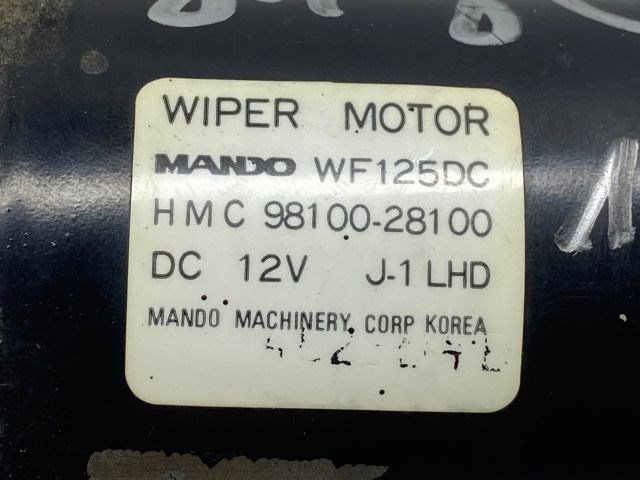 WIPER MOTOR
MANDO WF125DC
HMC 98100-28100
DC 12V J-1 LHD
MANDO MACHINERY CORP KOREA